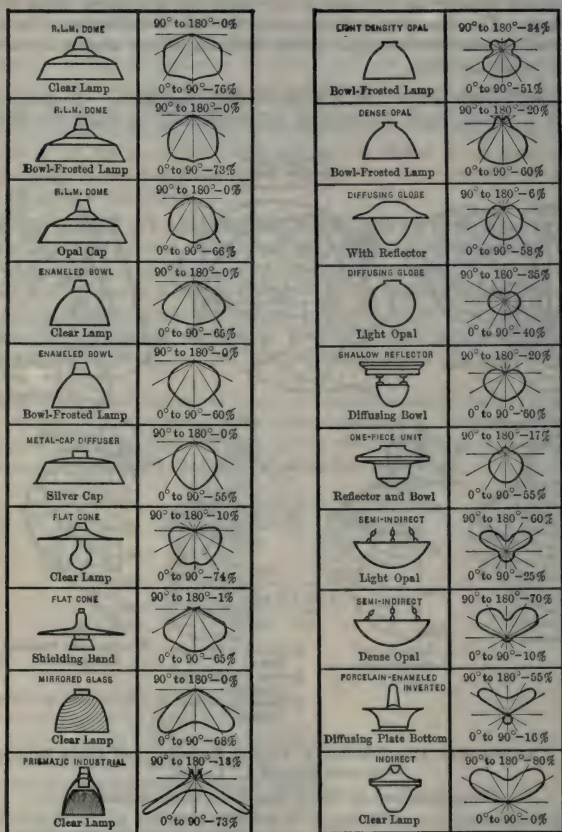 R.L.M. DOME
90° to 180°–0%
Clear Lamp
0° to 90°–76%
R.L.M. DOME
90° to 180°–0%
Bowl-Frosted Lamp
0° to 90°–73%
R.L.M. DOME
90° to 180°–0%
Opal Cap
0° to 90°–66%
ENAMELED BOWL
90° to 180°–0%
Clear Lamp
0° to 90°–65%
ENAMELED BOWL
90° to 180°–0%
Bowl-Frosted Lamp
0° to 90°–60%
METAL-CAP DIFFUSER
90° to 180°–0%
Silver Cap
0° to 90°–55%
FLAT CONE
90° to 180°–10%
Clear Lamp
0° to 90°–74%
FLAT CONE
90° to 180°–1%
Shielding Band
0° to 90°–65%
MIRRORED GLASS
90° to 180°–0%
Clear Lamp
0° to 90°–68%
PRISMATIC INDUSTRIAL
90° to 180°–18%
Clear Lamp
0° to 90°–73%
LIGHT DENSITY OPAL
90° to 180°–34%
Bowl-Frosted Lamp
0° to 90°–51%
DENSE OPAL
90° to 180°–20%
Bowl-Frosted Lamp
0° to 90°–60%
DIFFUSING GLOBE
90° to 180°–6%
With Reflector
0° to 90°–58%
DIFFUSING GLOBE
90° to 180°–35%
Light Opal
0° to 90°–40%
SHALLOW REFLECTOR
90° to 180°–20%
Diffusing Bowl
0° to 90°–60%
ONE-PIECE UNIT
90° to 180°–17%
Reflector and Bowl
0° to 90°–55%
SEMI-INDIRECT
90° to 180°–60%
Light Opal
0° to 90°–25%
SEMI-INDIRECT
90° to 180°–70%
Dense Opal
0° to 90°–10%
PORCELAIN-ENAMELED
INVERTED
90° to 180°–55%
Diffusing Plate Bottom
0° to 90°–16%
INDIRECT
90° to 180°–80%
Clear Lamp
0° to 90°–0%